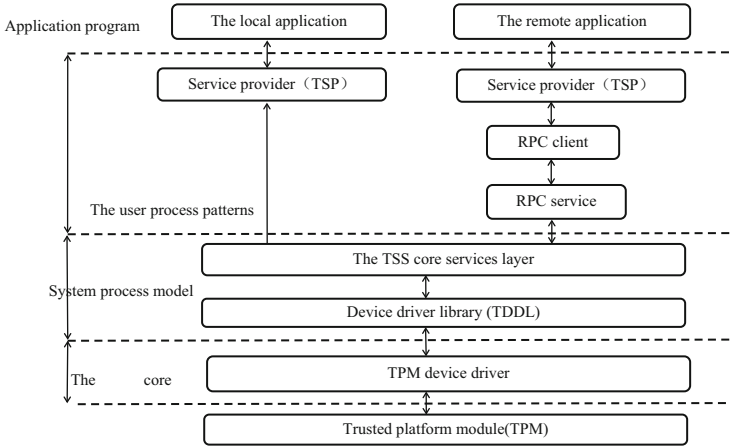 Application program
The local application
The remote application
Service provider（TSP）
Service provider（TSP）
RPC client
RPC service
The user process patterns
The TSS core services layer
System process model
Device driver library (TDDL)
The core
TPM device driver
Trusted platform module(TPM)